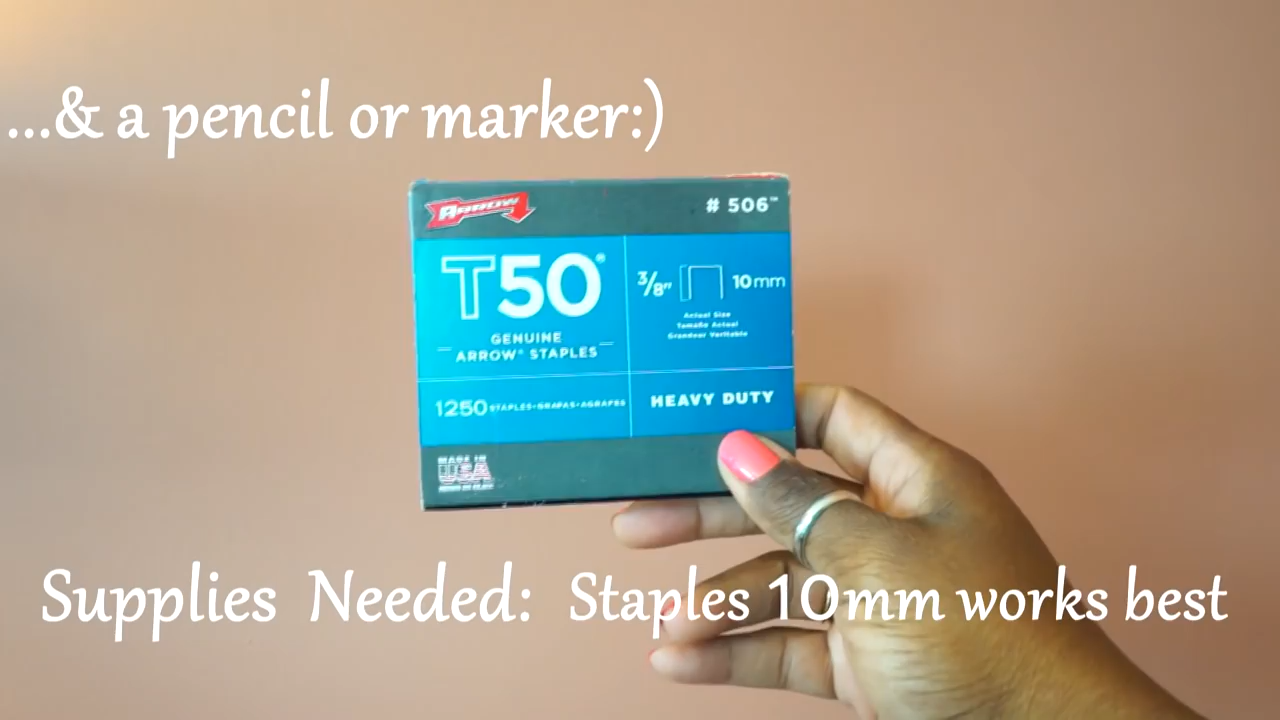 ...& a pencil or marker:)
ARROW
# 506™
T50®
GENUINE
ARROW® STAPLES
3/8" 10mm
Actual Size
Tamaño Actual
Grandeur Veritable
1250 STAPLES•GRAPAS•AGRAFES
HEAVY DUTY
MADE IN
USA
Supplies Needed: Staples 10mm works best